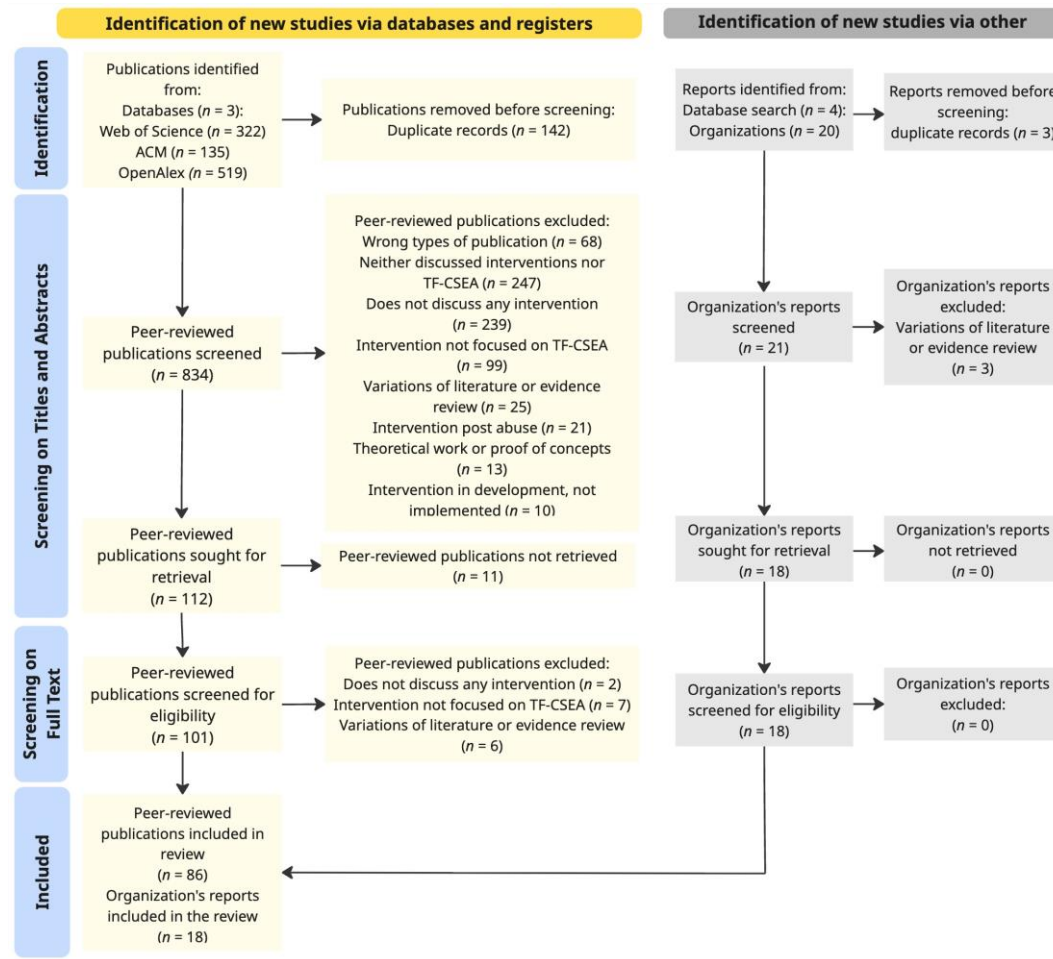 Identification of new studies via databases and registers
Identification of new studies via other
Identification
Publications identified
from:
Databases (n = 3):
Web of Science (n = 322)
ACM (n = 135)
OpenAlex (n = 519)
Publications removed before screening:
Duplicate records (n = 142)
Reports identified from:
Database search (n = 4):
Organizations (n = 20)
Reports removed before
screening:
duplicate records (n = 3)
Screening on Titles and Abstracts
Peer-reviewed
publications screened
(n = 834)
Peer-reviewed publications excluded:
Wrong types of publication (n = 68)
Neither discussed interventions nor
TF-CSEA (n = 247)
Does not discuss any intervention
(n = 239)
Intervention not focused on TF-CSEA
(n = 99)
Variations of literature or evidence
review (n = 25)
Intervention post abuse (n = 21)
Theoretical work or proof of concepts
(n = 13)
Intervention in development, not
implemented (n = 10)
Organization's reports
screened
(n = 21)
Organization's reports
excluded:
Variations of literature
or evidence review
(n = 3)
Peer-reviewed
publications sought for
retrieval
(n = 112)
Peer-reviewed publications not retrieved
(n = 11)
Organization's reports
sought for retrieval
(n = 18)
Organization's reports
not retrieved
(n = 0)
Screening on
Full Text
Peer-reviewed
publications screened for
eligibility
(n = 101)
Peer-reviewed publications excluded:
Does not discuss any intervention (n = 2)
Intervention not focused on TF-CSEA (n = 7)
Variations of literature or evidence review
(n = 6)
Organization's reports
screened for eligibility
(n = 18)
Organization's reports
excluded:
(n = 0)
Included
Peer-reviewed
publications included in
review
(n = 86)
Organization's reports
included in the review
(n = 18)